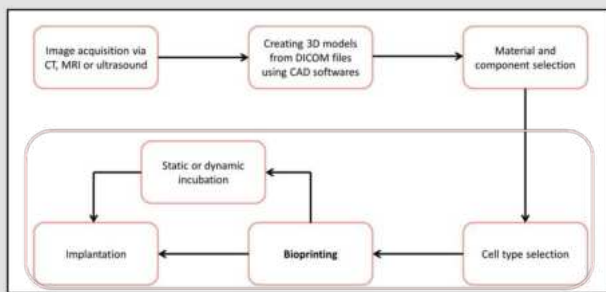 Image acquisition via
CT, MRI or ultrasound
Creating 3D models
from DICOM files
using CAD softwares
Material and
component selection
Static or dynamic
incubation
Implantation
Bioprinting
Cell type selection